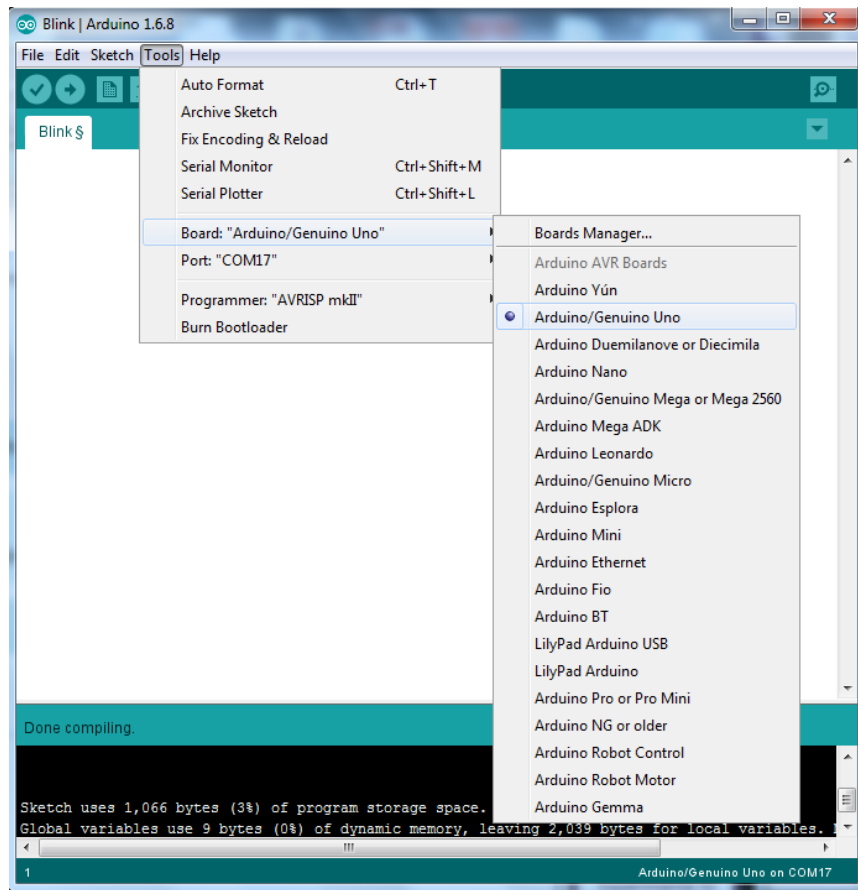 Blink | Arduino 1.6.8
File Edit Sketch Tools Help
Blink §
Auto Format Ctrl+T
Archive Sketch
Fix Encoding & Reload
Serial Monitor Ctrl+Shift+M
Serial Plotter Ctrl+Shift+L
Board: "Arduino/Genuino Uno"
Port: "COM17"
Programmer: "AVRISP mkII"
Burn Bootloader
Boards Manager...
Arduino AVR Boards
Arduino Yún
Arduino/Genuino Uno
Arduino Duemilanove or Diecimila
Arduino Nano
Arduino/Genuino Mega or Mega 2560
Arduino Mega ADK
Arduino Leonardo
Arduino/Genuino Micro
Arduino Esplora
Arduino Mini
Arduino Ethernet
Arduino Fio
Arduino BT
LilyPad Arduino USB
LilyPad Arduino
Arduino Pro or Pro Mini
Arduino NG or older
Arduino Robot Control
Arduino Robot Motor
Arduino Gemma
Done compiling.
Sketch uses 1,066 bytes (3%) of program storage space.
Global variables use 9 bytes (0%) of dynamic memory, leaving 2,039 bytes for local variables.
1 Arduino/Genuino Uno on COM17